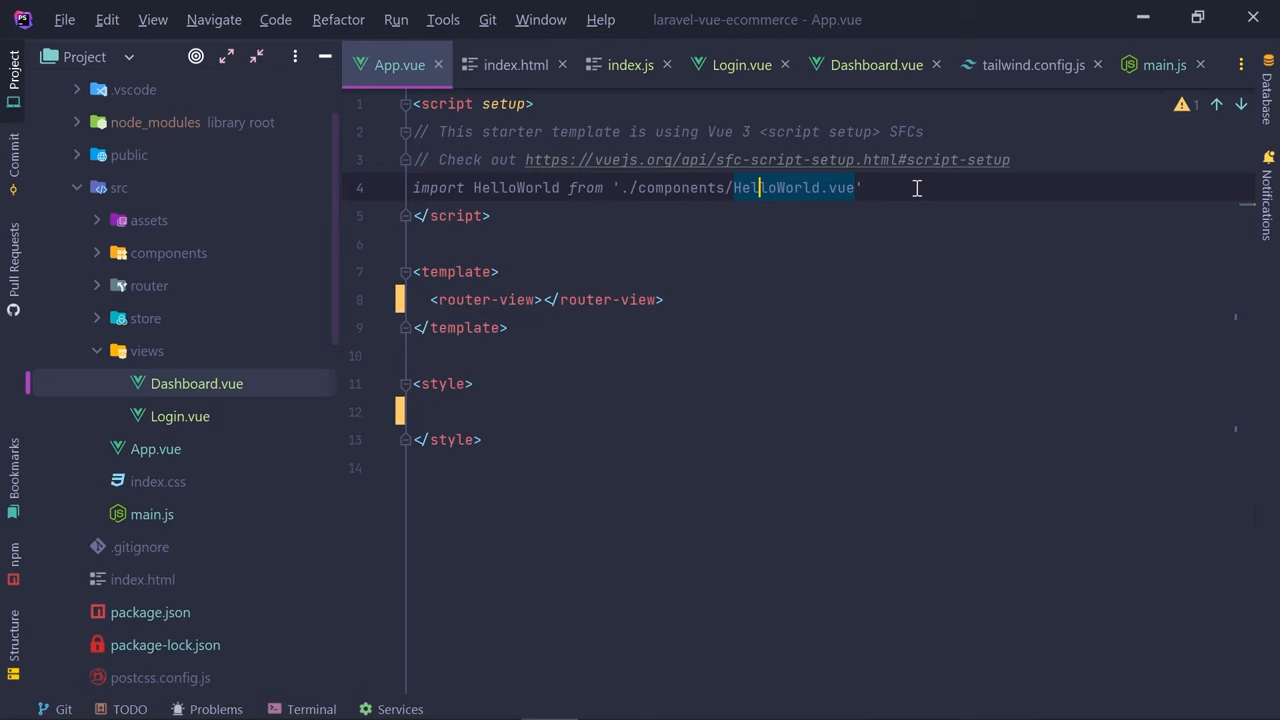 File Edit View Navigate Code Refactor Run Tools Git Window Help laravel-vue-ecommerce - App.vue
Project
App.vue index.html index.js Login.vue Dashboard.vue tailwind.config.js main.js
Project
Commit
Pull Requests
Bookmarks
npm
Structure
.vscode
node_modules library root
public
src
assets
components
router
store
views
Dashboard.vue
Login.vue
App.vue
index.css
main.js
.gitignore
index.html
package.json
package-lock.json
postcss.config.js
1 <script setup>
2 // This starter template is using Vue 3 <script setup> SFCs
3 // Check out https://vuejs.org/api/sfc-script-setup.html#script-setup
4 import HelloWorld from './components/HelloWorld.vue'
5 </script>
6
7 <template>
8 <router-view></router-view>
9 </template>
10
11 <style>
12
13 </style>
14
1
Database
Notifications
Git TODO Problems Terminal Services